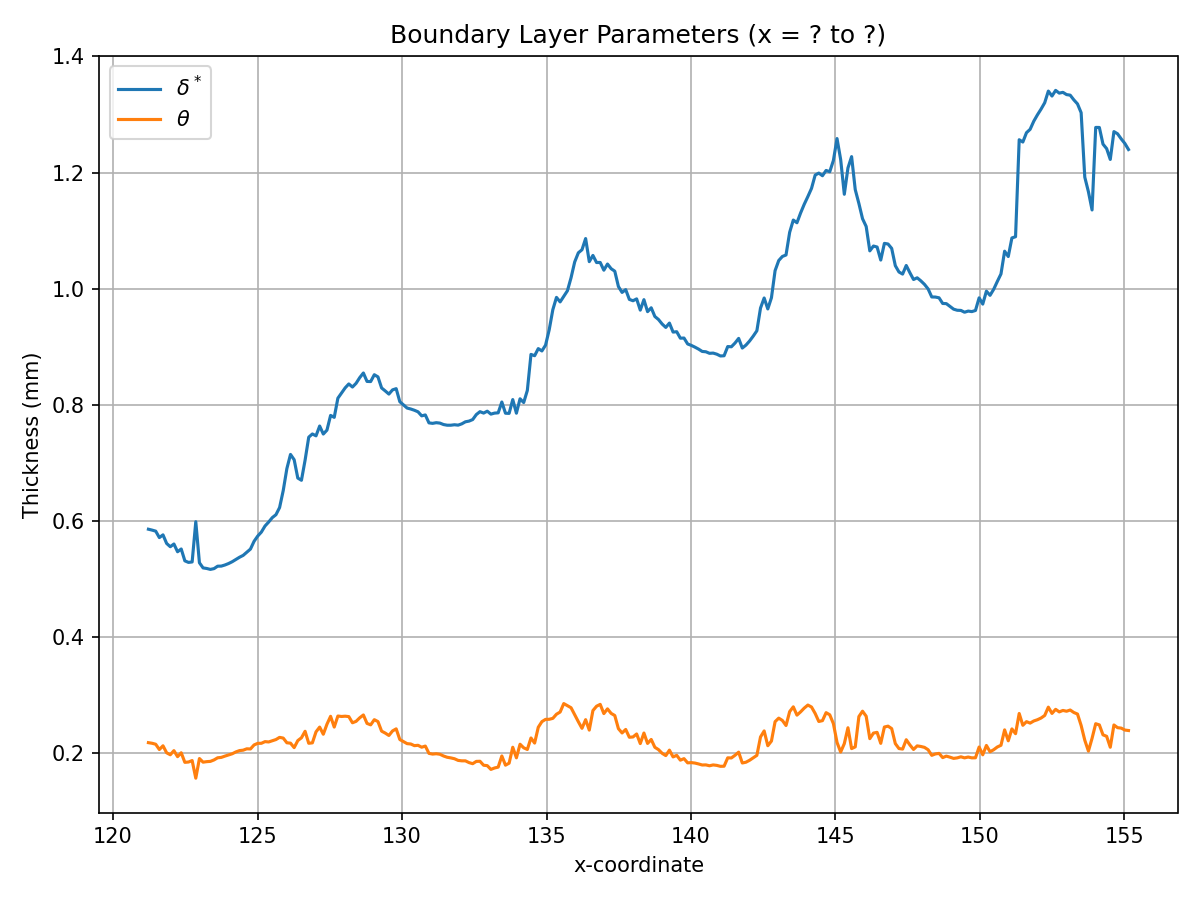 Boundary Layer Parameters (x = ? to ?)
δ*
θ
Thickness (mm)
1.4
1.2
1.0
0.8
0.6
0.4
0.2
120 125 130 135 140 145 150 155
x-coordinate